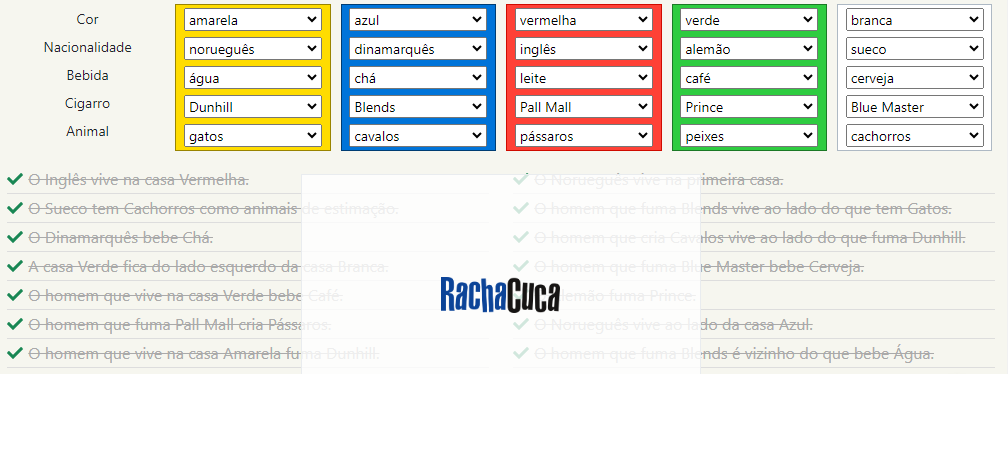 Cor amarela azul vermelha verde branca
Nacionalidade norueguês dinamarquês inglês alemão sueco
Bebida água chá leite café cerveja
Cigarro Dunhill Blends Pall Mall Prince Blue Master
Animal gatos cavalos pássaros peixes cachorros
O Inglês vive na casa Vermelha.
O Norueguês vive na primeira casa.
O Sueco tem Cachorros como animais de estimação.
O homem que fuma Blends vive ao lado do que tem Gatos.
O Dinamarquês bebe Chá.
O homem que cria Cavalos vive ao lado do que fuma Dunhill.
A casa Verde fica do lado esquerdo da casa Branca.
O homem que fuma Blue Master bebe Cerveja.
O homem que vive na casa Verde bebe Café.
Alemão fuma Prince.
O homem que fuma Pall Mall cria Pássaros.
O Norueguês vive ao lado da casa Azul.
O homem que vive na casa Amarela fuma Dunhill.
O homem que fuma Blends é vizinho do que bebe Água.
RachaCuca